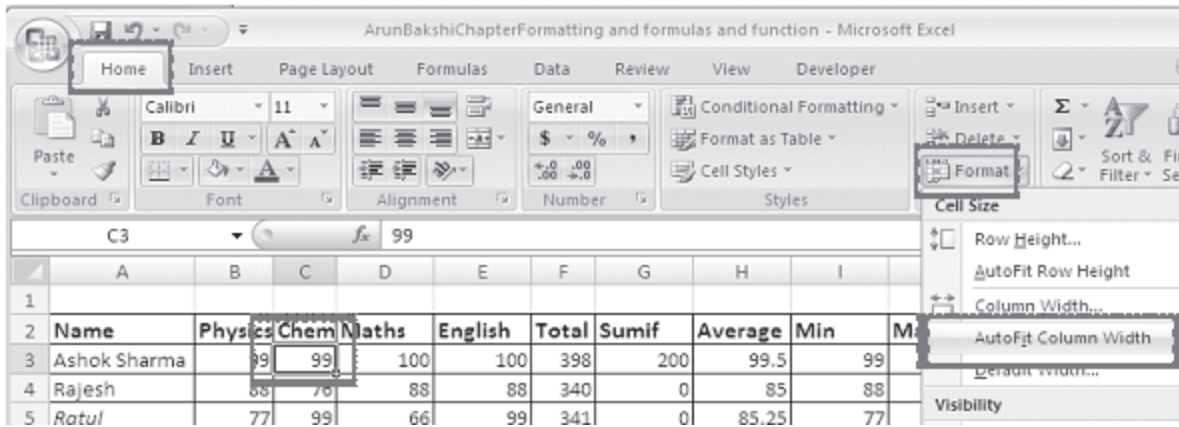 ArunBakshiChapterFormatting and formulas and function - Microsoft Excel
Home Insert Page Layout Formulas Data Review View Developer
Calibri 11 General Conditional Formatting Insert Σ
B I U A A $ % , Format as Table Delete
Paste Cell Styles Format Sort & Filter
Clipboard Font Alignment Number Styles
Cell Size
C3 fx 99
Row Height...
AutoFit Row Height
Column Width...
AutoFit Column Width
Default Width...
Visibility
A B C D E F G H I
1
2 Name Physics Chem Maths English Total Sumif Average Min
3 Ashok Sharma 99 99 100 100 398 200 99.5 99
4 Rajesh 88 76 88 88 340 0 85 88
5 Ratul 77 99 66 99 341 0 85.25 77